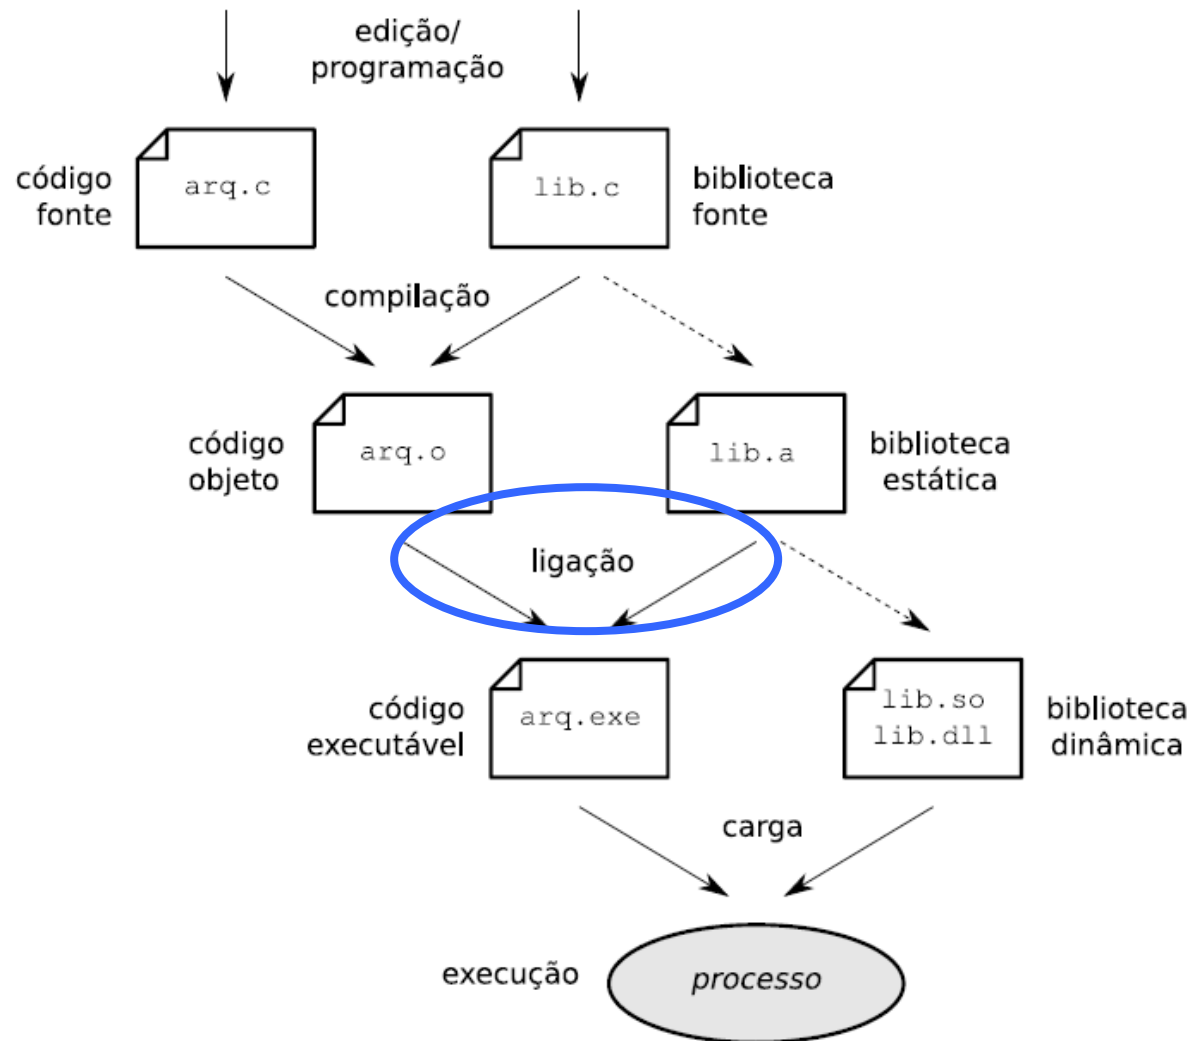 edição/
programação
código
fonte
arq.c
lib.c
biblioteca
fonte
compilação
código
objeto
arq.o
lib.a
biblioteca
estática
ligação
código
executável
arq.exe
lib.so
lib.dll
biblioteca
dinâmica
carga
execução
processo